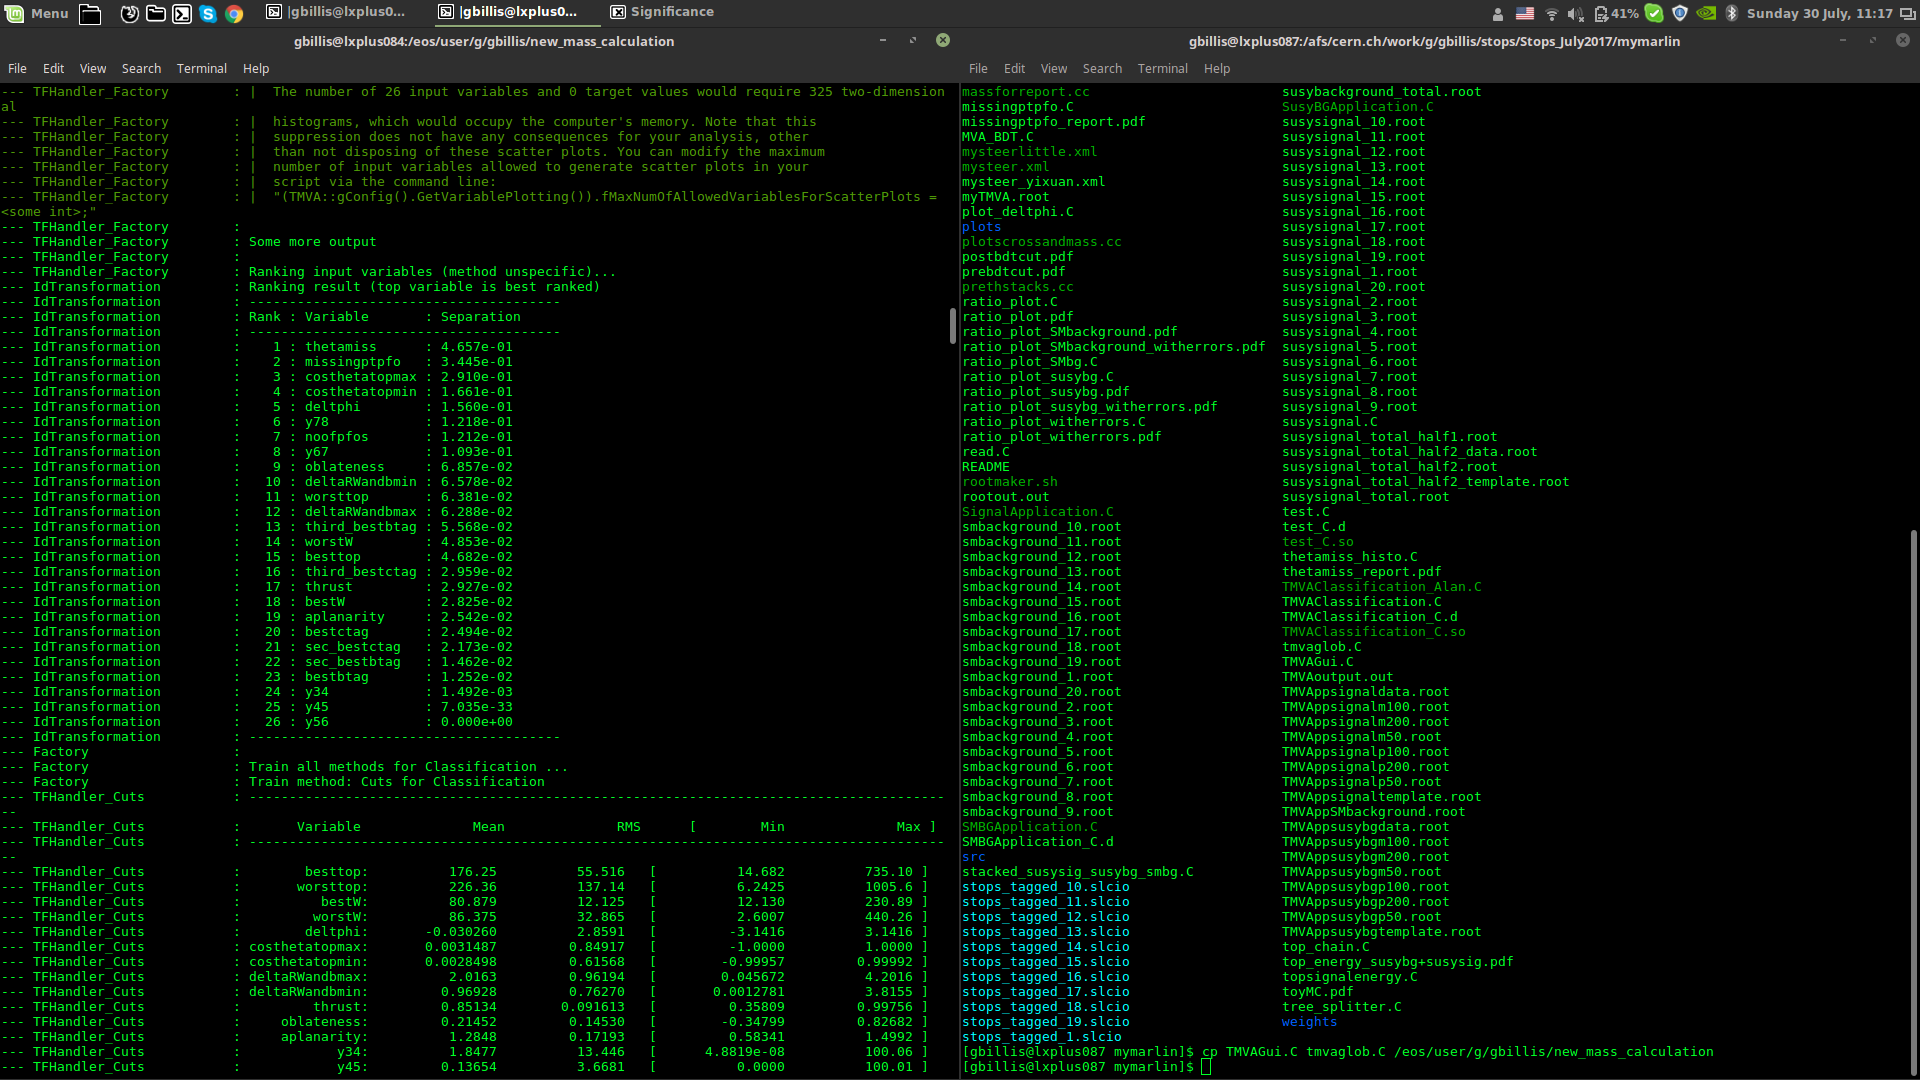 Menu
|gbillis@lxplus0...
|gbillis@lxplus0...
Significance
41%
Sunday 30 July, 11:17
gbillis@lxplus084:/eos/user/g/gbillis/new_mass_calculation
File Edit View Search Terminal Help
--- TFHandler_Factory : | The number of 26 input variables and 0 target values would require 325 two-dimension
al
--- TFHandler_Factory : | histograms, which would occupy the computer's memory. Note that this
--- TFHandler_Factory : | suppression does not have any consequences for your analysis, other
--- TFHandler_Factory : | than not disposing of these scatter plots. You can modify the maximum
--- TFHandler_Factory : | number of input variables allowed to generate scatter plots in your
--- TFHandler_Factory : | script via the command line:
--- TFHandler_Factory : | "(TMVA::gConfig().GetVariablePlotting()).fMaxNumOfAllowedVariablesForScatterPlots =
<some int>;"
--- TFHandler_Factory :
--- TFHandler_Factory : Some more output
--- TFHandler_Factory :
--- TFHandler_Factory : Ranking input variables (method unspecific)...
--- IdTransformation : Ranking result (top variable is best ranked)
--- IdTransformation : ---------------------------------------
--- IdTransformation : Rank : Variable : Separation
--- IdTransformation : ---------------------------------------
--- IdTransformation : 1 : thetamiss : 4.657e-01
--- IdTransformation : 2 : missingptpfo : 3.445e-01
--- IdTransformation : 3 : costhetatopmax : 2.910e-01
--- IdTransformation : 4 : costhetatopmin : 1.661e-01
--- IdTransformation : 5 : deltphi : 1.560e-01
--- IdTransformation : 6 : y78 : 1.218e-01
--- IdTransformation : 7 : noofpfos : 1.212e-01
--- IdTransformation : 8 : y67 : 1.093e-01
--- IdTransformation : 9 : oblateness : 6.857e-02
--- IdTransformation : 10 : deltaRWandbmin : 6.578e-02
--- IdTransformation : 11 : worsttop : 6.381e-02
--- IdTransformation : 12 : deltaRWandbmax : 6.288e-02
--- IdTransformation : 13 : third_bestbtag : 5.568e-02
--- IdTransformation : 14 : worstW : 4.853e-02
--- IdTransformation : 15 : besttop : 4.682e-02
--- IdTransformation : 16 : third_bestctag : 2.959e-02
--- IdTransformation : 17 : thrust : 2.927e-02
--- IdTransformation : 18 : bestW : 2.825e-02
--- IdTransformation : 19 : aplanarity : 2.542e-02
--- IdTransformation : 20 : bestctag : 2.494e-02
--- IdTransformation : 21 : sec_bestctag : 2.173e-02
--- IdTransformation : 22 : sec_bestbtag : 1.462e-02
--- IdTransformation : 23 : bestbtag : 1.252e-02
--- IdTransformation : 24 : y34 : 1.492e-03
--- IdTransformation : 25 : y45 : 7.035e-33
--- IdTransformation : 26 : y56 : 0.000e+00
--- IdTransformation : ---------------------------------------
--- Factory :
--- Factory : Train all methods for Classification ...
--- Factory : Train method: Cuts for Classification
--- TFHandler_Cuts : ---------------------------------------------------------------------------------------
--
--- TFHandler_Cuts : Variable Mean RMS [ Min Max ]
--- TFHandler_Cuts : ---------------------------------------------------------------------------------------
--
--- TFHandler_Cuts : besttop: 176.25 55.516 [ 14.682 735.10 ]
--- TFHandler_Cuts : worsttop: 226.36 137.14 [ 6.2425 1005.6 ]
--- TFHandler_Cuts : bestW: 80.879 12.125 [ 12.130 230.89 ]
--- TFHandler_Cuts : worstW: 86.375 32.865 [ 2.6007 440.26 ]
--- TFHandler_Cuts : deltphi: -0.030260 2.8591 [ -3.1416 3.1416 ]
--- TFHandler_Cuts : costhetatopmax: 0.0031487 0.84917 [ -1.0000 1.0000 ]
--- TFHandler_Cuts : costhetatopmin: 0.0028498 0.61568 [ -0.99957 0.99992 ]
--- TFHandler_Cuts : deltaRWandbmax: 2.0163 0.96194 [ 0.045672 4.2016 ]
--- TFHandler_Cuts : deltaRWandbmin: 0.96928 0.76270 [ 0.0012781 3.8155 ]
--- TFHandler_Cuts : thrust: 0.85134 0.091613 [ 0.35809 0.99756 ]
--- TFHandler_Cuts : oblateness: 0.21452 0.14530 [ -0.34799 0.82682 ]
--- TFHandler_Cuts : aplanarity: 1.2848 0.17193 [ 0.58341 1.4992 ]
--- TFHandler_Cuts : y34: 1.8477 13.446 [ 4.8819e-08 100.06 ]
--- TFHandler_Cuts : y45: 0.13654 3.6681 [ 0.0000 100.01 ]
gbillis@lxplus087:/afs/cern.ch/work/g/gbillis/stops/Stops_July2017/mymarlin
File Edit View Search Terminal Help
massforreport.cc susybackground_total.root
missingptpfo.C SusyBGApplication.C
missingptpfo_report.pdf susysignal_10.root
MVA_BDT.C susysignal_11.root
mysteerlittle.xml susysignal_12.root
mysteer.xml susysignal_13.root
mysteer_yixuan.xml susysignal_14.root
myTMVA.root susysignal_15.root
plot_deltphi.C susysignal_16.root
plots susysignal_17.root
plotscrossandmass.cc susysignal_18.root
postbdtcut.pdf susysignal_19.root
prebdtcut.pdf susysignal_1.root
prethstacks.cc susysignal_20.root
ratio_plot.C susysignal_2.root
ratio_plot.pdf susysignal_3.root
ratio_plot_SMbackground.pdf susysignal_4.root
ratio_plot_SMbackground_witherrors.pdf susysignal_5.root
ratio_plot_SMbg.C susysignal_6.root
ratio_plot_susybg.C susysignal_7.root
ratio_plot_susybg.pdf susysignal_8.root
ratio_plot_susybg_witherrors.pdf susysignal_9.root
ratio_plot_witherrors.C susysignal.C
ratio_plot_witherrors.pdf susysignal_total_half1.root
read.C susysignal_total_half2_data.root
README susysignal_total_half2.root
rootmaker.sh susysignal_total_half2_template.root
rootout.out susysignal_total.root
SignalApplication.C test.C
smbackground_10.root test_C.d
smbackground_11.root test_C.so
smbackground_12.root thetamiss_histo.C
smbackground_13.root thetamiss_report.pdf
smbackground_14.root TMVAClassification_Alan.C
smbackground_15.root TMVAClassification.C
smbackground_16.root TMVAClassification_C.d
smbackground_17.root TMVAClassification_C.so
smbackground_18.root tmvaglob.C
smbackground_19.root TMVAGui.C
smbackground_1.root TMVAoutput.out
smbackground_20.root TMVAppsignaldata.root
smbackground_2.root TMVAppsignalm100.root
smbackground_3.root TMVAppsignalm200.root
smbackground_4.root TMVAppsignalm50.root
smbackground_5.root TMVAppsignalp100.root
smbackground_6.root TMVAppsignalp200.root
smbackground_7.root TMVAppsignalp50.root
smbackground_8.root TMVAppsignaltemplate.root
smbackground_9.root TMVAppSMbackground.root
SMBGApplication.C TMVAppsusybgdata.root
SMBGApplication_C.d TMVAppsusybgm100.root
src TMVAppsusybgm200.root
stacked_susysig_susybg_smbg.C TMVAppsusybgm50.root
stops_tagged_10.slcio TMVAppsusybgp100.root
stops_tagged_11.slcio TMVAppsusybgp200.root
stops_tagged_12.slcio TMVAppsusybgp50.root
stops_tagged_13.slcio TMVAppsusybgtemplate.root
stops_tagged_14.slcio top_chain.C
stops_tagged_15.slcio top_energy_susybg+susysig.pdf
stops_tagged_16.slcio topsignalenergy.C
stops_tagged_17.slcio toyMC.pdf
stops_tagged_18.slcio tree_splitter.C
stops_tagged_19.slcio weights
stops_tagged_1.slcio
[gbillis@lxplus087 mymarlin]$ cp TMVAGui.C tmvaglob.C /eos/user/g/gbillis/new_mass_calculation
[gbillis@lxplus087 mymarlin]$